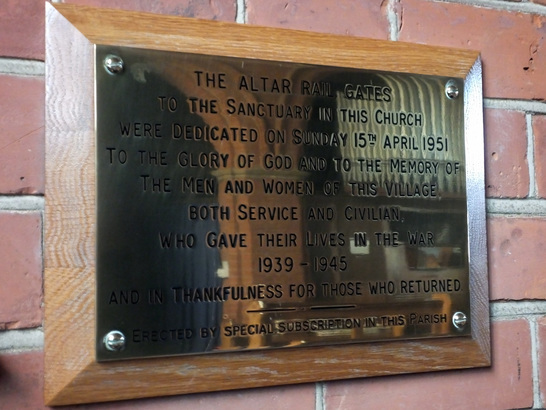 THE ALTAR RAIL GATES
TO THE SANCTUARY IN THIS CHURCH
WERE DEDICATED ON SUNDAY 15TH APRIL 1951
TO THE GLORY OF GOD AND TO THE MEMORY OF
THE MEN AND WOMEN OF THIS VILLAGE,
BOTH SERVICE AND CIVILIAN,
WHO GAVE THEIR LIVES IN THE WAR
1939 - 1945
AND IN THANKFULNESS FOR THOSE WHO RETURNED
ERECTED BY SPECIAL SUBSCRIPTION IN THIS PARISH